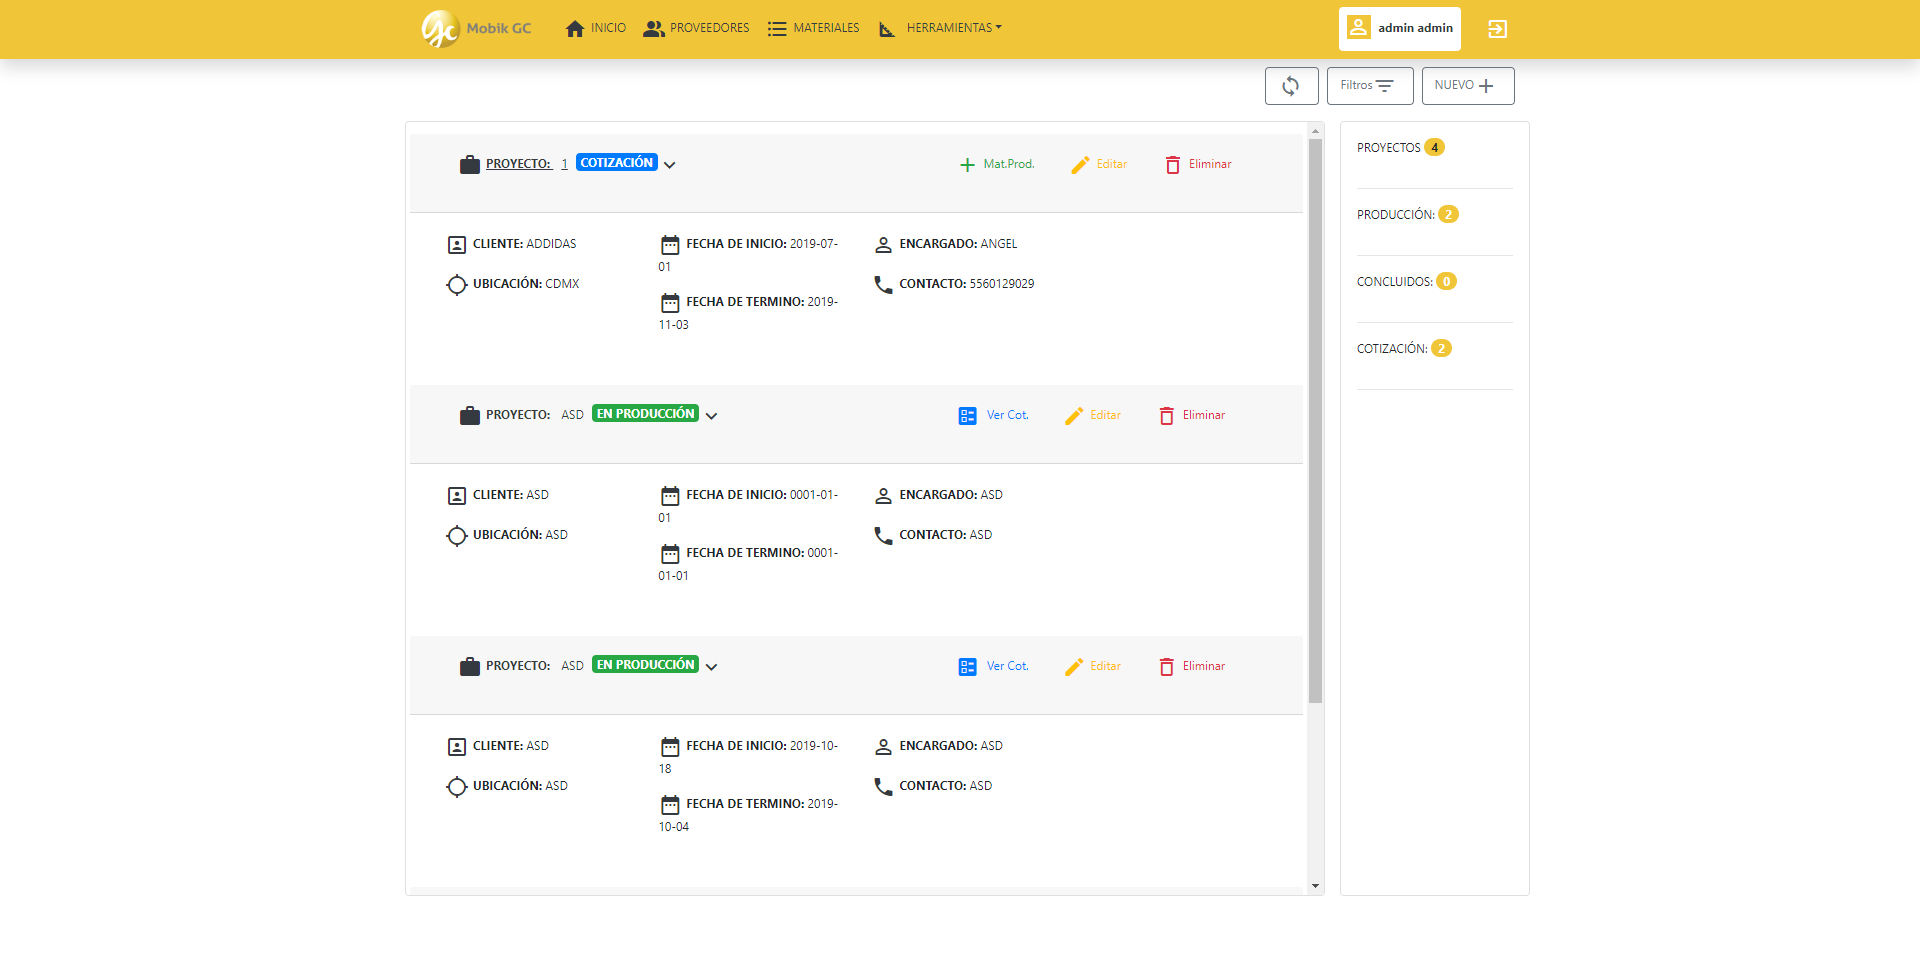 Mobik GC INICIO PROVEEDORES MATERIALES HERRAMIENTAS admin admin
Filtros NUEVO
PROYECTO: 1 COTIZACIÓN Mat.Prod. Editar Eliminar
CLIENTE: ADDIDAS
UBICACIÓN: CDMX
FECHA DE INICIO: 2019-07-
01
FECHA DE TERMINO: 2019-
11-03
ENCARGADO: ANGEL
CONTACTO: 5560129029
PROYECTO: ASD EN PRODUCCIÓN Ver Cot. Editar Eliminar
CLIENTE: ASD
UBICACIÓN: ASD
FECHA DE INICIO: 0001-01-
01
FECHA DE TERMINO: 0001-
01-01
ENCARGADO: ASD
CONTACTO: ASD
PROYECTO: ASD EN PRODUCCIÓN Ver Cot. Editar Eliminar
CLIENTE: ASD
UBICACIÓN: ASD
FECHA DE INICIO: 2019-10-
18
FECHA DE TERMINO: 2019-
10-04
ENCARGADO: ASD
CONTACTO: ASD
PROYECTOS 4
PRODUCCIÓN: 2
CONCLUIDOS: 0
COTIZACIÓN: 2